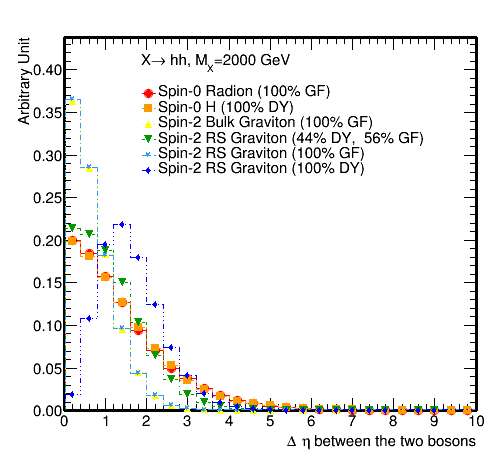 Arbitrary Unit
X→ hh, M_X=2000 GeV
Spin-0 Radion (100% GF)
Spin-0 H (100% DY)
Spin-2 Bulk Graviton (100% GF)
Spin-2 RS Graviton (44% DY, 56% GF)
Spin-2 RS Graviton (100% GF)
Spin-2 RS Graviton (100% DY)
0.40
0.35
0.30
0.25
0.20
0.15
0.10
0.05
0.00
0 1 2 3 4 5 6 7 8 9 10
Δ η between the two bosons